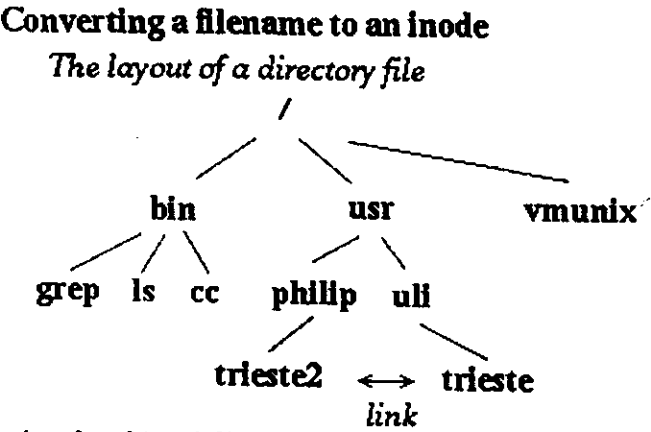 Converting a filename to an inode
The layout of a directory file
/
bin usr vmunix
grep ls cc philip uli
trieste2 ↔ trieste
link